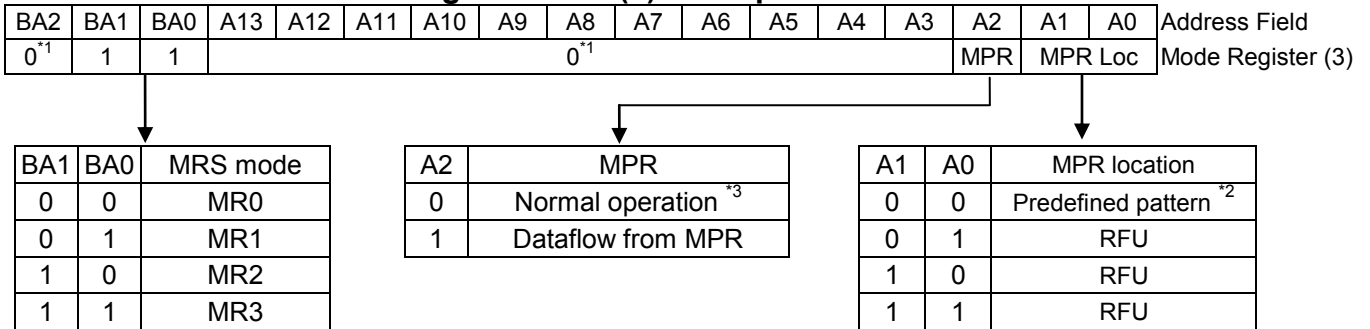 BA2 BA1 BA0 A13 A12 A11 A10 A9 A8 A7 A6 A5 A4 A3 A2 A1 A0 Address Field
0*1 1 1 0*1 MPR MPR Loc Mode Register (3)
BA1 BA0 MRS mode A2 MPR A1 A0 MPR location
0 0 MR0 0 Normal operation *3 0 0 Predefined pattern *2
0 1 MR1 1 Dataflow from MPR 0 1 RFU
1 0 MR2 1 0 RFU
1 1 MR3 1 1 RFU